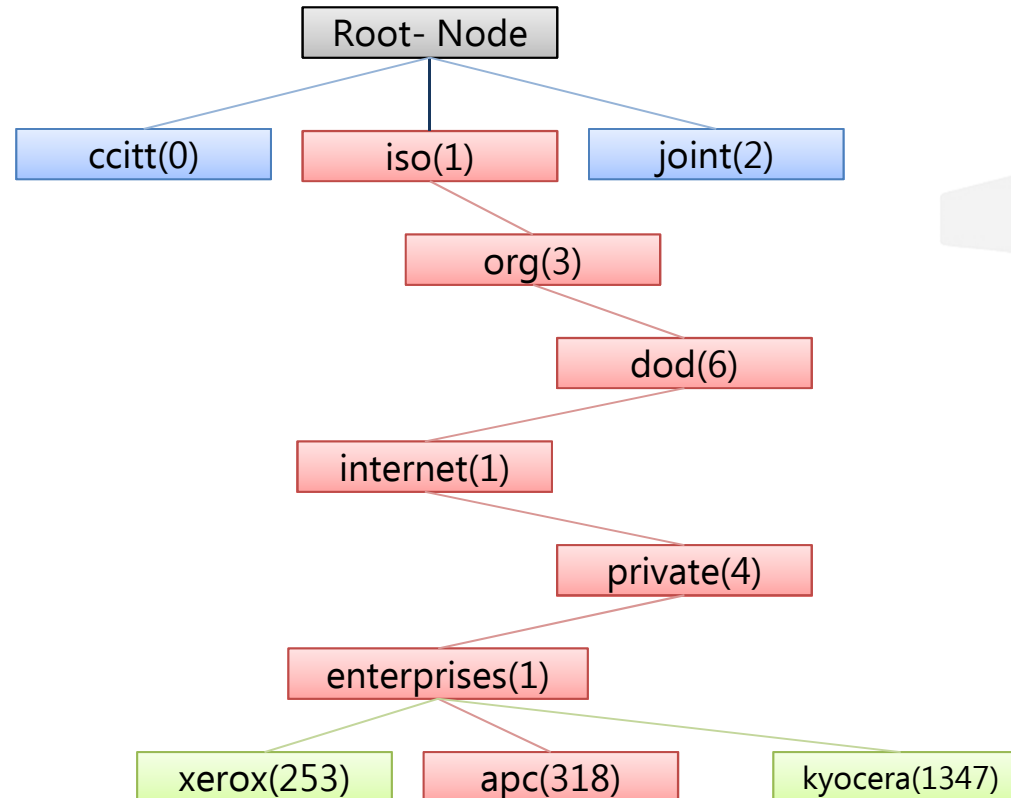 Root- Node
ccitt(0)
iso(1)
joint(2)
org(3)
dod(6)
internet(1)
private(4)
enterprises(1)
xerox(253)
apc(318)
kyocera(1347)